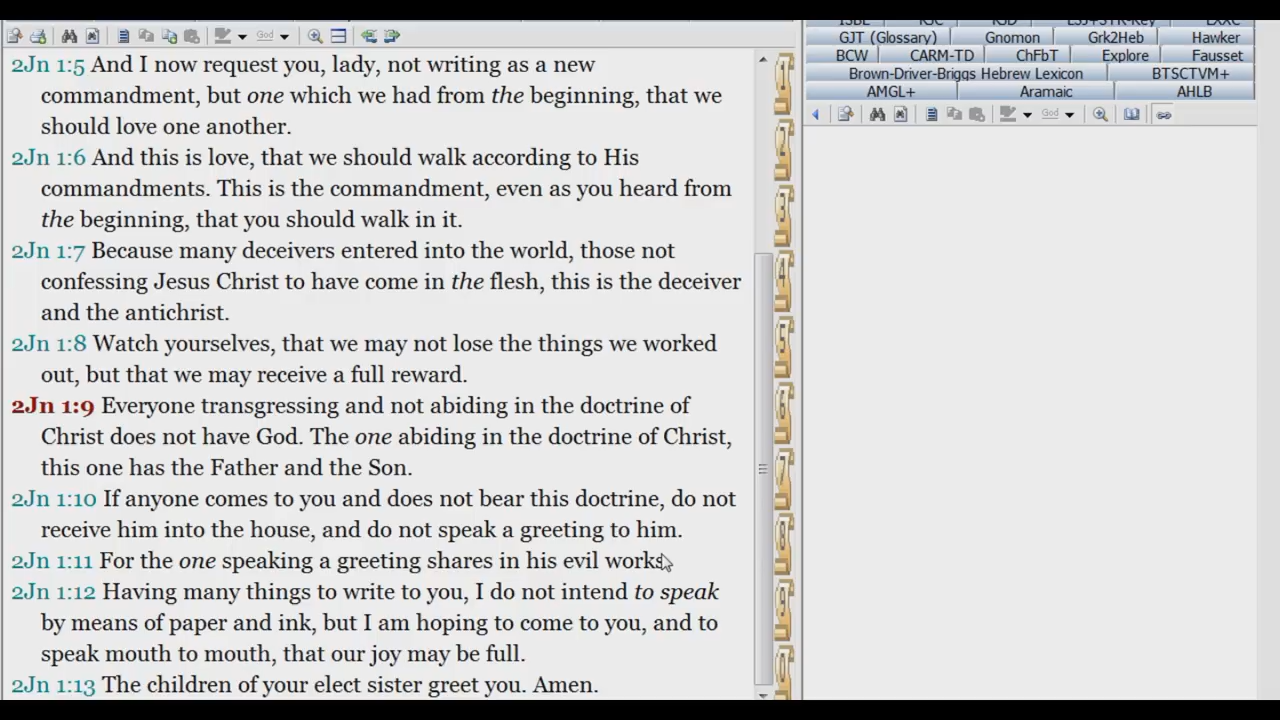 2Jn 1:5 And I now request you, lady, not writing as a new
commandment, but one which we had from the beginning, that we
should love one another.
2Jn 1:6 And this is love, that we should walk according to His
commandments. This is the commandment, even as you heard from
the beginning, that you should walk in it.
2Jn 1:7 Because many deceivers entered into the world, those not
confessing Jesus Christ to have come in the flesh, this is the deceiver
and the antichrist.
2Jn 1:8 Watch yourselves, that we may not lose the things we worked
out, but that we may receive a full reward.
2Jn 1:9 Everyone transgressing and not abiding in the doctrine of
Christ does not have God. The one abiding in the doctrine of Christ,
this one has the Father and the Son.
2Jn 1:10 If anyone comes to you and does not bear this doctrine, do not
receive him into the house, and do not speak a greeting to him.
2Jn 1:11 For the one speaking a greeting shares in his evil works
2Jn 1:12 Having many things to write to you, I do not intend to speak
by means of paper and ink, but I am hoping to come to you, and to
speak mouth to mouth, that our joy may be full.
2Jn 1:13 The children of your elect sister greet you. Amen.
God
1
2
3
4
5
6
7
8
9
0
GJT (Glossary) Gnomon Grk2Heb Hawker
BCW CARM-TD ChFbT Explore Fausset
Brown-Driver-Briggs Hebrew Lexicon BTSCTVM+
AMGL+ Aramaic AHLB
God